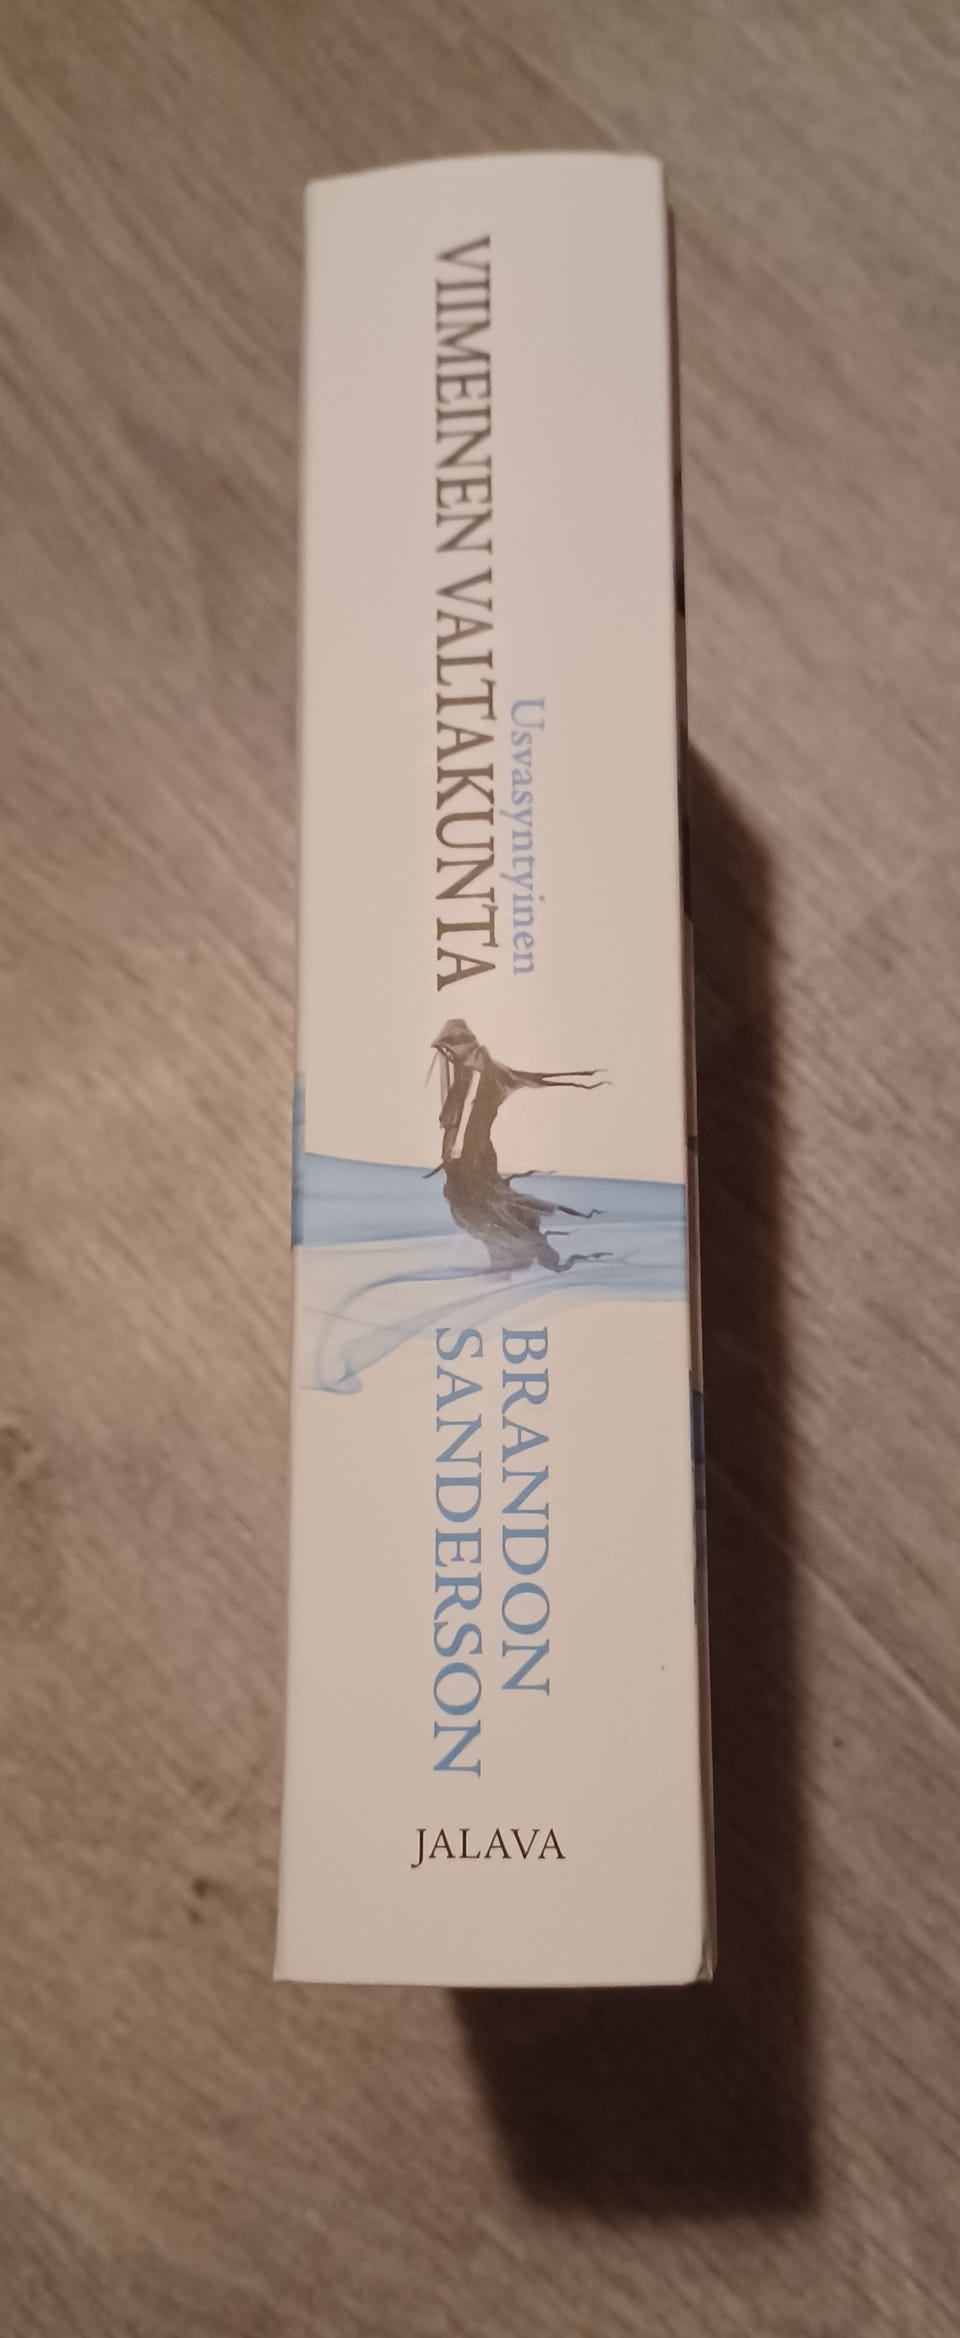 Usvasyntyinen
VIIMEINEN VALTAKUNTA
BRANDON
SANDERSON
JALAVA